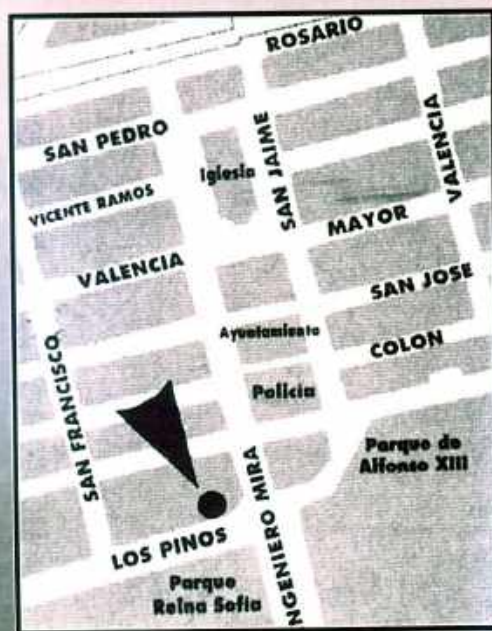 ROSARIO
SAN PEDRO
VALENCIA
Iglesia
SAN JAIME
VICENTE RAMOS
MAYOR
VALENCIA
SAN JOSE
Ayuntamiento
COLON
SAN FRANCISCO
Policia
Parque de
Alfonso XIII
INGENIERO MIRA
LOS PINOS
Parque
Reina Sofia